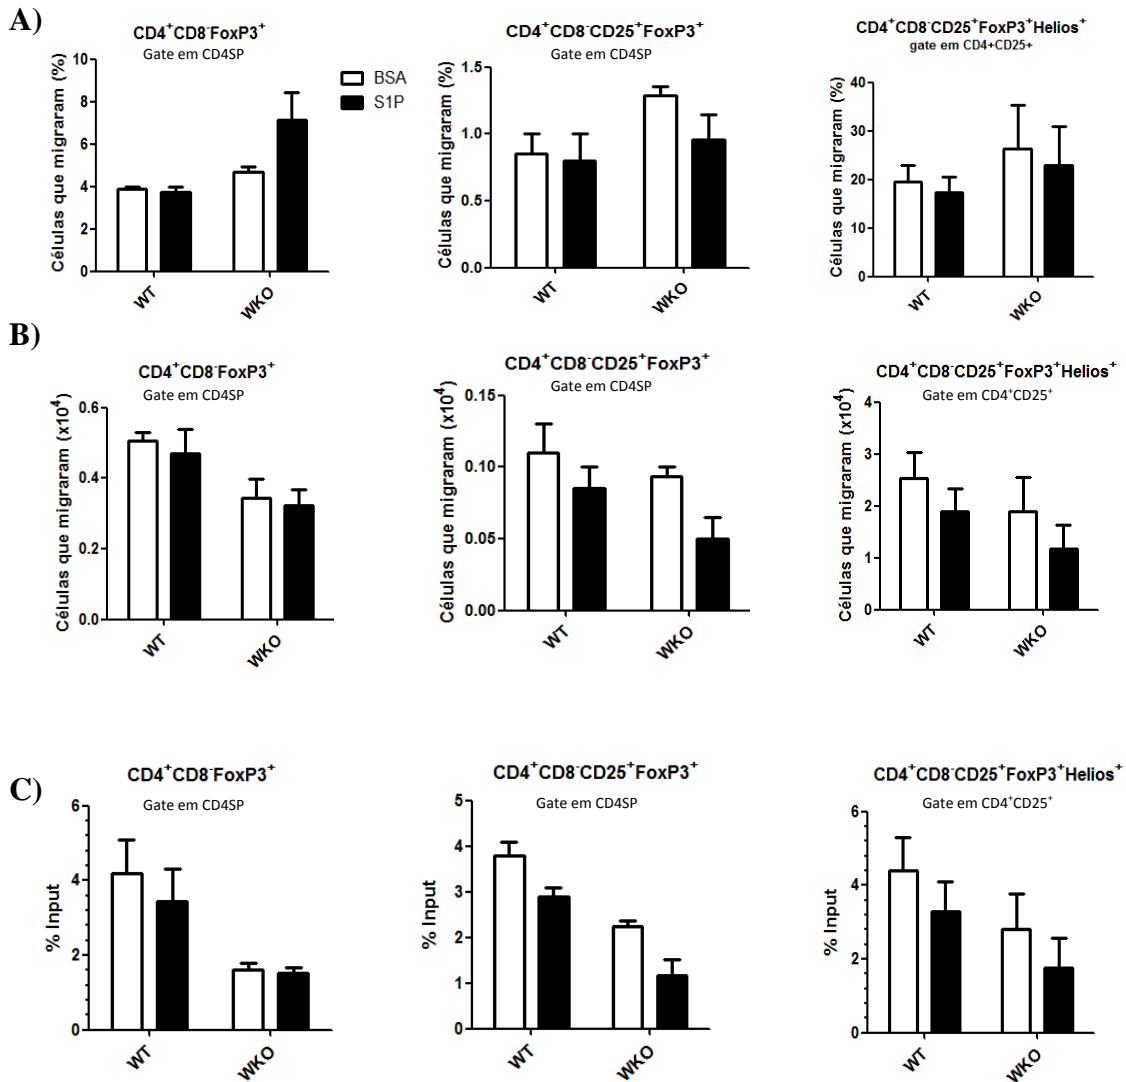 A)
CD4⁺CD8⁻FoxP3⁺
Gate em CD4SP
Células que migraram (%)
10
8
6
4
2
0
WT
WKO
BSA
S1P
CD4⁺CD8⁻CD25⁺FoxP3⁺
Gate em CD4SP
Células que migraram (%)
1.5
1.0
0.5
0.0
WT
WKO
CD4⁺CD8⁻CD25⁺FoxP3⁺Helios⁺
gate em CD4+CD25+
Células que migraram (%)
40
30
20
10
0
WT
WKO
B)
CD4⁺CD8⁻FoxP3⁺
Gate em CD4SP
Células que migraram (x10⁴)
0.6
0.4
0.2
0.0
WT
WKO
CD4⁺CD8⁻CD25⁺FoxP3⁺
Gate em CD4SP
Células que migraram (x10⁴)
0.15
0.10
0.05
0.00
WT
WKO
CD4⁺CD8⁻CD25⁺FoxP3⁺Helios⁺
Gate em CD4⁺CD25⁺
Células que migraram (x10⁴)
4
3
2
1
0
WT
WKO
C)
CD4⁺CD8⁻FoxP3⁺
Gate em CD4SP
% Input
6
4
2
0
WT
WKO
CD4⁺CD8⁻CD25⁺FoxP3⁺
Gate em CD4SP
% Input
5
4
3
2
1
0
WT
WKO
CD4⁺CD8⁻CD25⁺FoxP3⁺Helios⁺
Gate em CD4⁺CD25⁺
% Input
6
4
2
0
WT
WKO